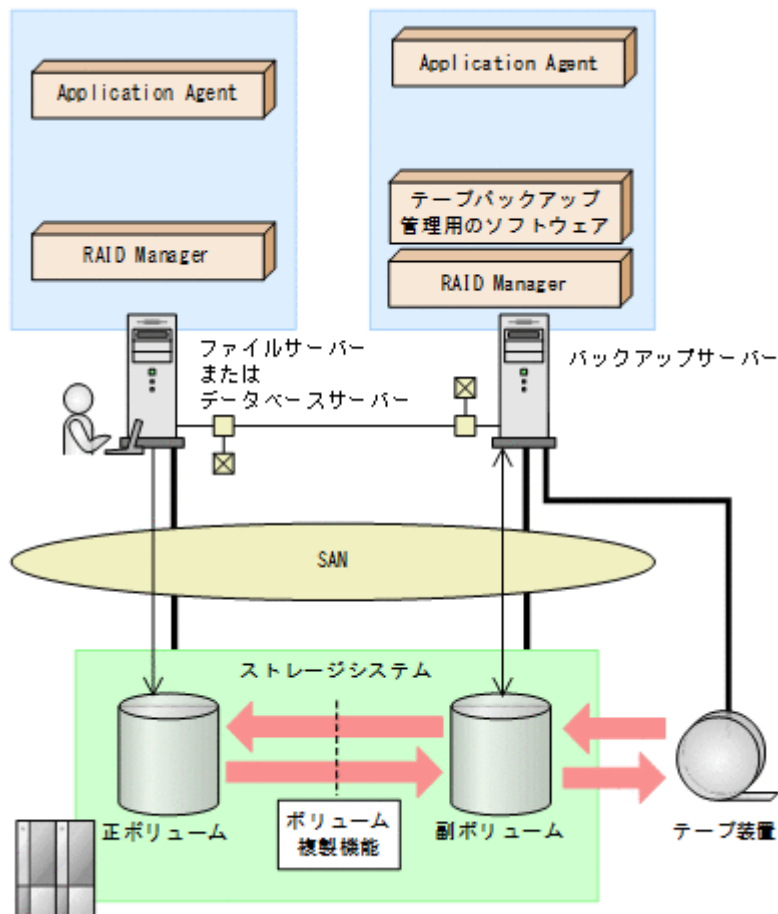 Application Agent
RAID Manager
Application Agent
テープバックアップ
管理用のソフトウェア
RAID Manager
ファイルサーバー
または
データベースサーバー
バックアップサーバー
SAN
ストレージシステム
正ボリューム
ボリューム
複製機能
副ボリューム
テープ装置